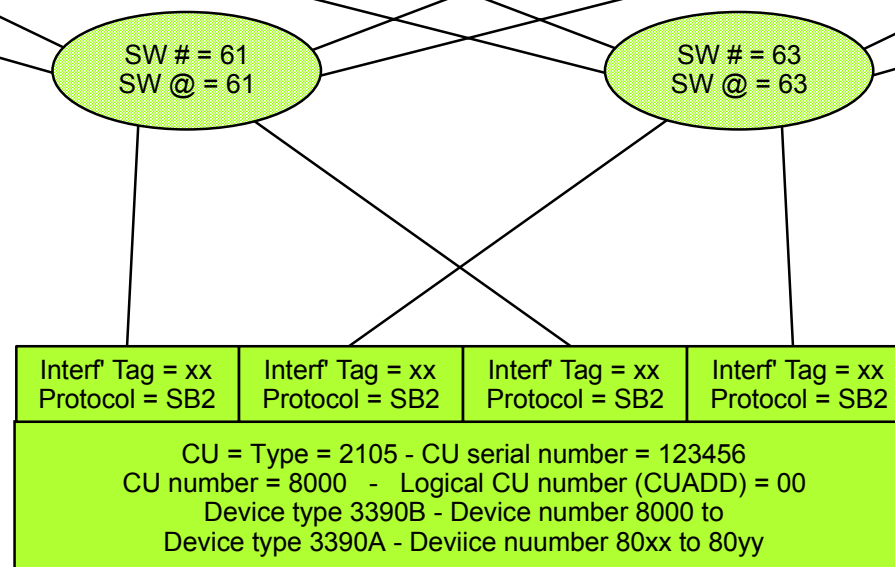 SW # = 61
SW @ = 61
SW # = 63
SW @ = 63
Interf' Tag = xx
Protocol = SB2
Interf' Tag = xx
Protocol = SB2
Interf' Tag = xx
Protocol = SB2
Interf' Tag = xx
Protocol = SB2
CU = Type = 2105 - CU serial number = 123456
CU number = 8000 - Logical CU number (CUADD) = 00
Device type 3390B - Device number 8000 to
Device type 3390A - Deviice nuumber 80xx to 80yy